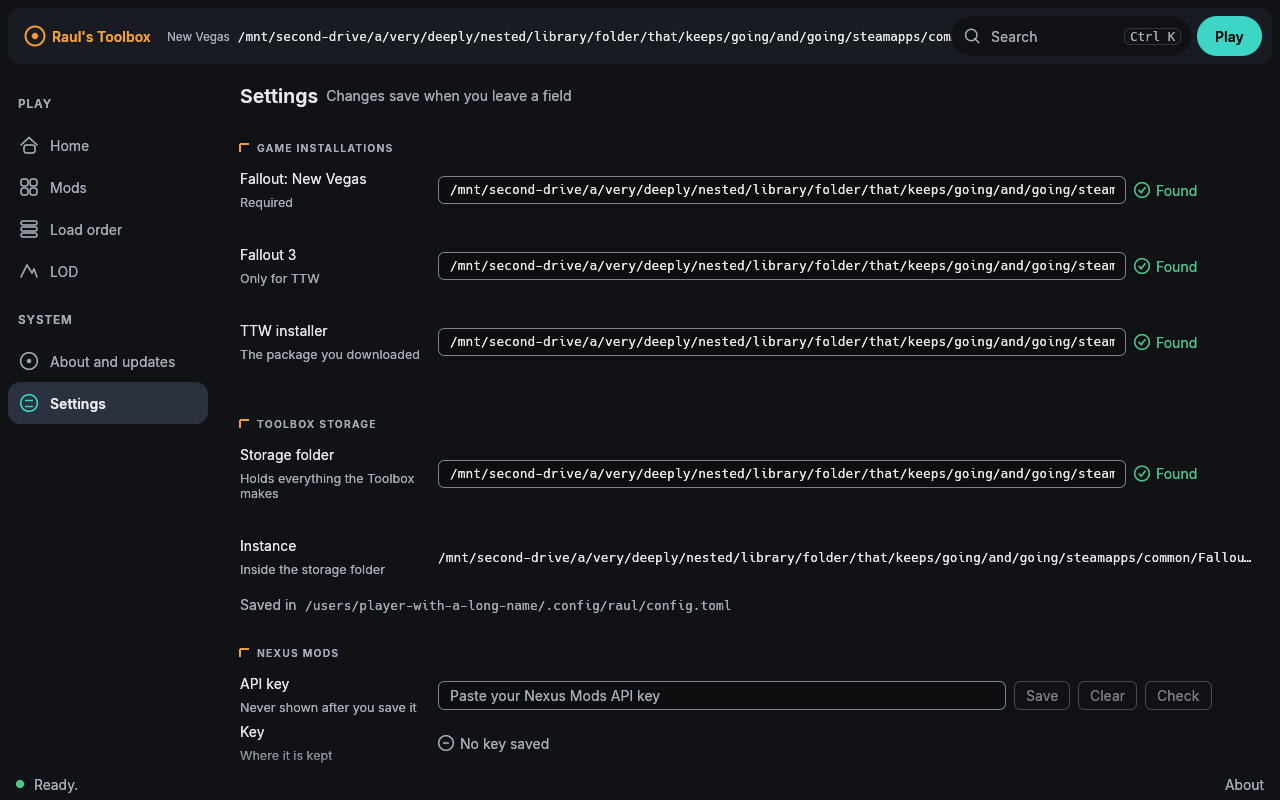 Raul's Toolbox New Vegas /mnt/second-drive/a/very/deeply/nested/library/folder/that/keeps/going/and/going/steamapps/com Search Ctrl K Play
PLAY
Home
Mods
Load order
LOD
SYSTEM
About and updates
Settings
Settings Changes save when you leave a field
GAME INSTALLATIONS
Fallout: New Vegas
Required
/mnt/second-drive/a/very/deeply/nested/library/folder/that/keeps/going/and/going/steam Found
Fallout 3
Only for TTW
/mnt/second-drive/a/very/deeply/nested/library/folder/that/keeps/going/and/going/steam Found
TTW installer
The package you downloaded
/mnt/second-drive/a/very/deeply/nested/library/folder/that/keeps/going/and/going/steam Found
TOOLBOX STORAGE
Storage folder
Holds everything the Toolbox
makes
/mnt/second-drive/a/very/deeply/nested/library/folder/that/keeps/going/and/going/steam Found
Instance
Inside the storage folder
/mnt/second-drive/a/very/deeply/nested/library/folder/that/keeps/going/and/going/steamapps/common/Fallou…
Saved in /users/player-with-a-long-name/.config/raul/config.toml
NEXUS MODS
API key
Never shown after you save it
Paste your Nexus Mods API key Save Clear Check
Key
Where it is kept
No key saved
Ready. About